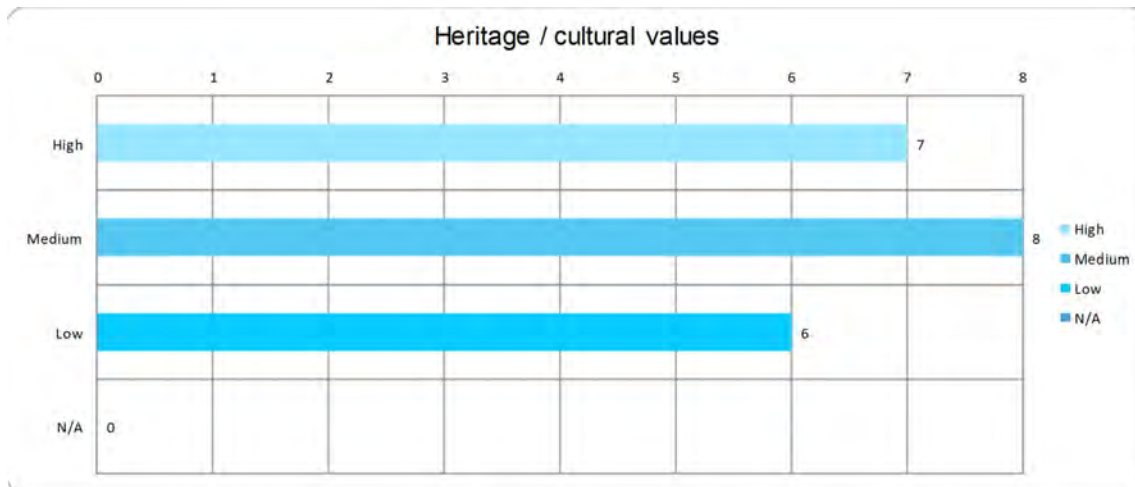 Heritage / cultural values
0 1 2 3 4 5 6 7 8
High 7
Medium 8
Low 6
N/A 0
High
Medium
Low
N/A